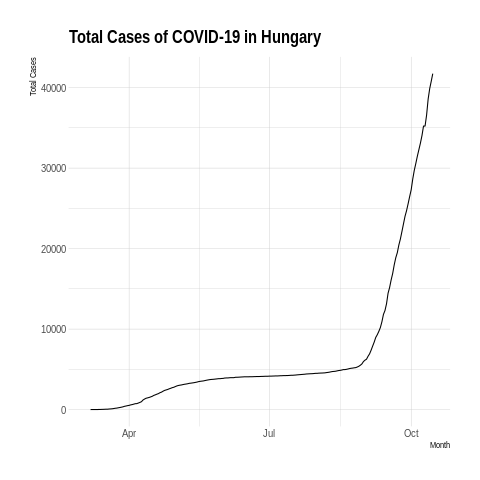 Total Cases of COVID-19 in Hungary
Total Cases
40000
30000
20000
10000
0
Apr
Jul
Oct
Month